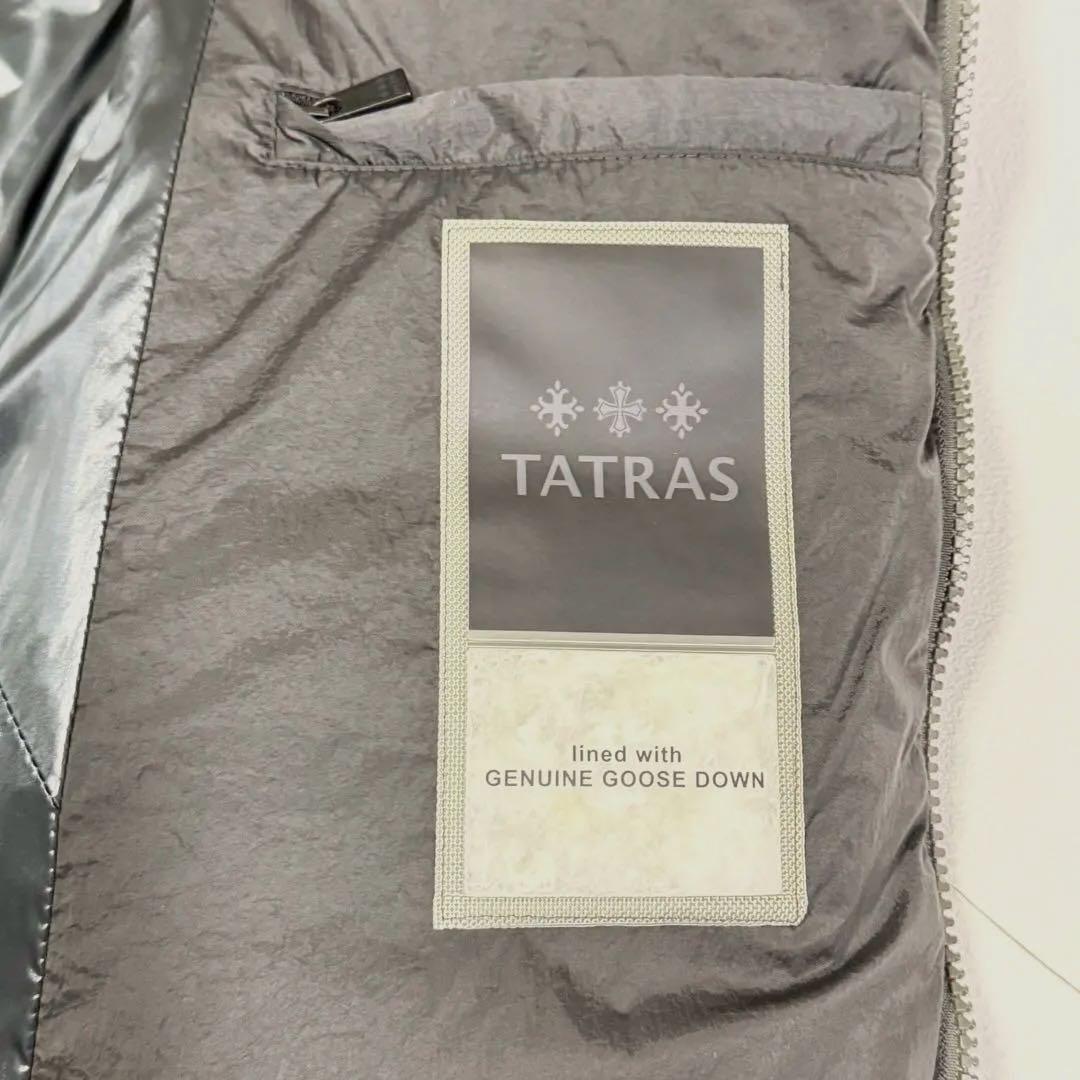 TATRAS
lined with
GENUINE GOOSE DOWN